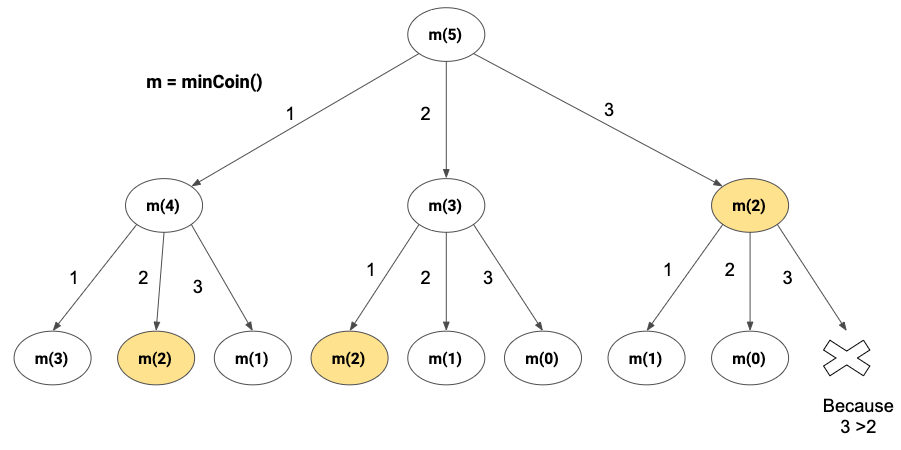 m(5)
m = minCoin()
1
2
3
m(4)
m(3)
m(2)
1
2
3
1
2
3
1
2
3
m(3)
m(2)
m(1)
m(2)
m(1)
m(0)
m(1)
m(0)
Because
3 >2